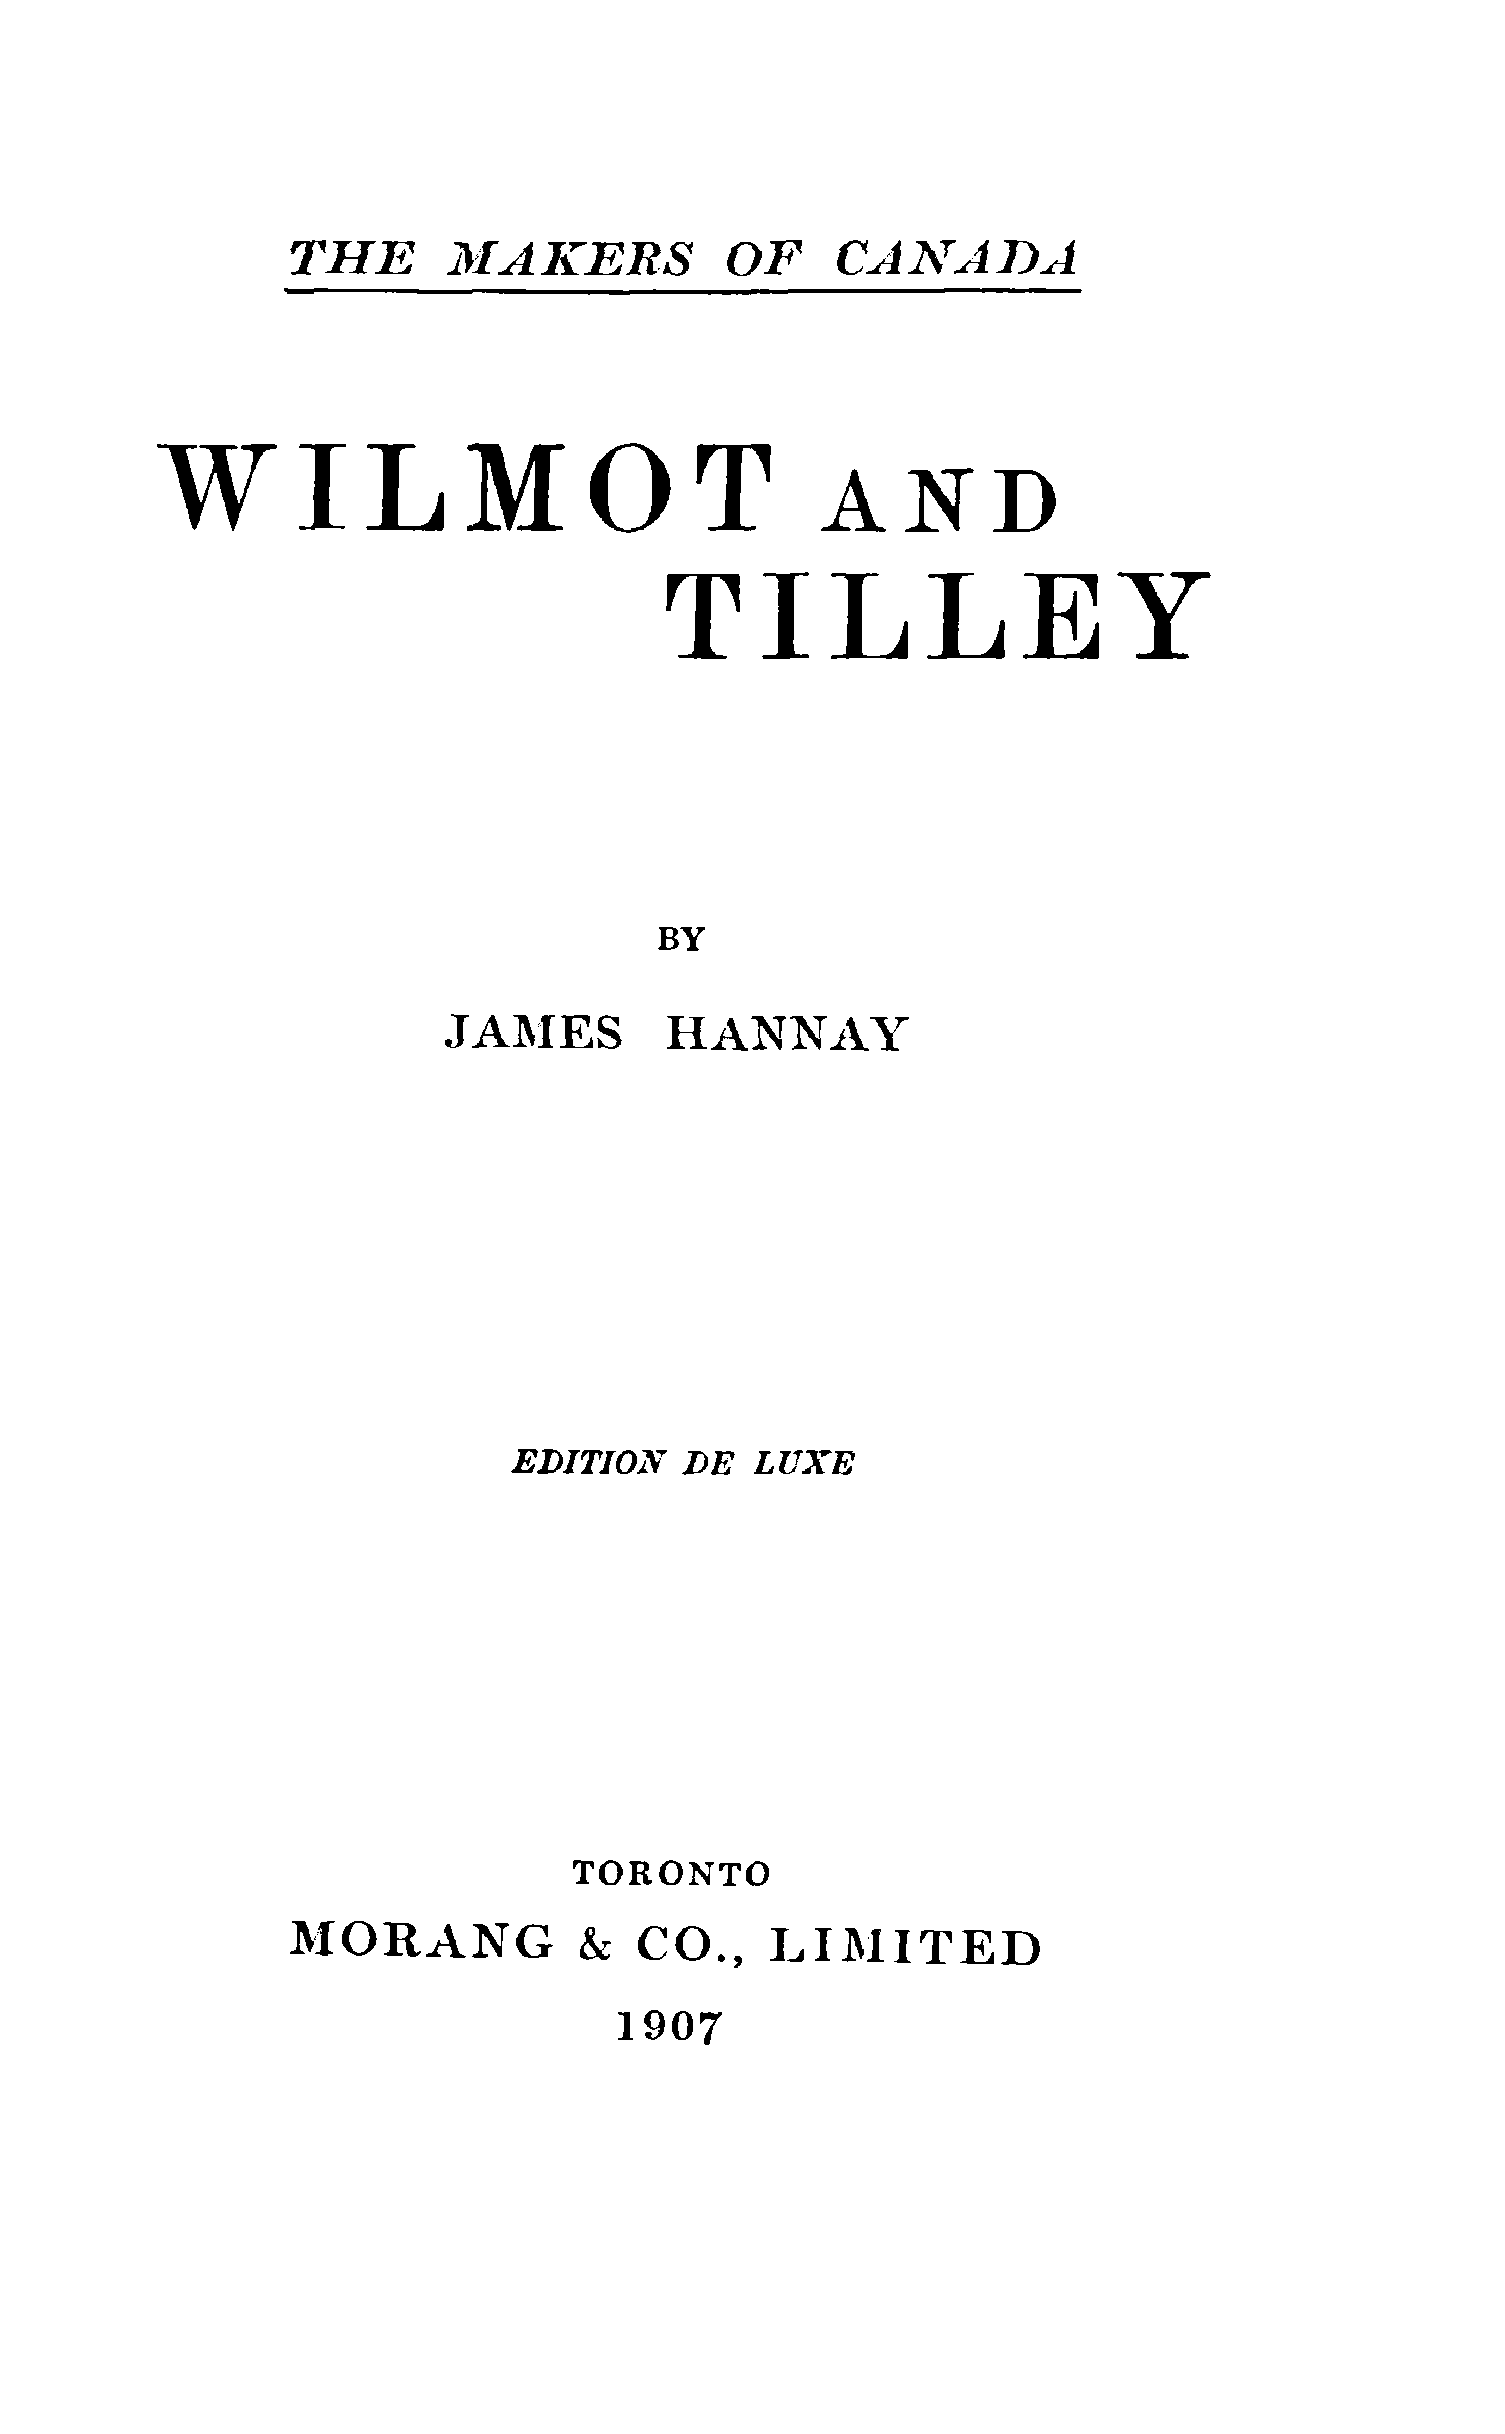 THE MAKERS OF CANADA
WILMOT AND
TILLEY
BY
JAMES HANNAY
EDITION DE LUXE
TORONTO
MORANG & CO., LIMITED
1907